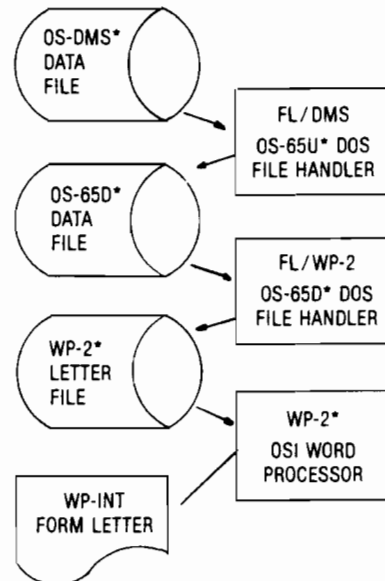 OS-DMS*
DATA
FILE
FL/DMS
OS-65U* DOS
FILE HANDLER
OS-65D*
DATA
FILE
FL/WP-2
OS-65D* DOS
FILE HANDLER
WP-2*
LETTER
FILE
WP-2*
OSI WORD
PROCESSOR
WP-INT
FORM LETTER